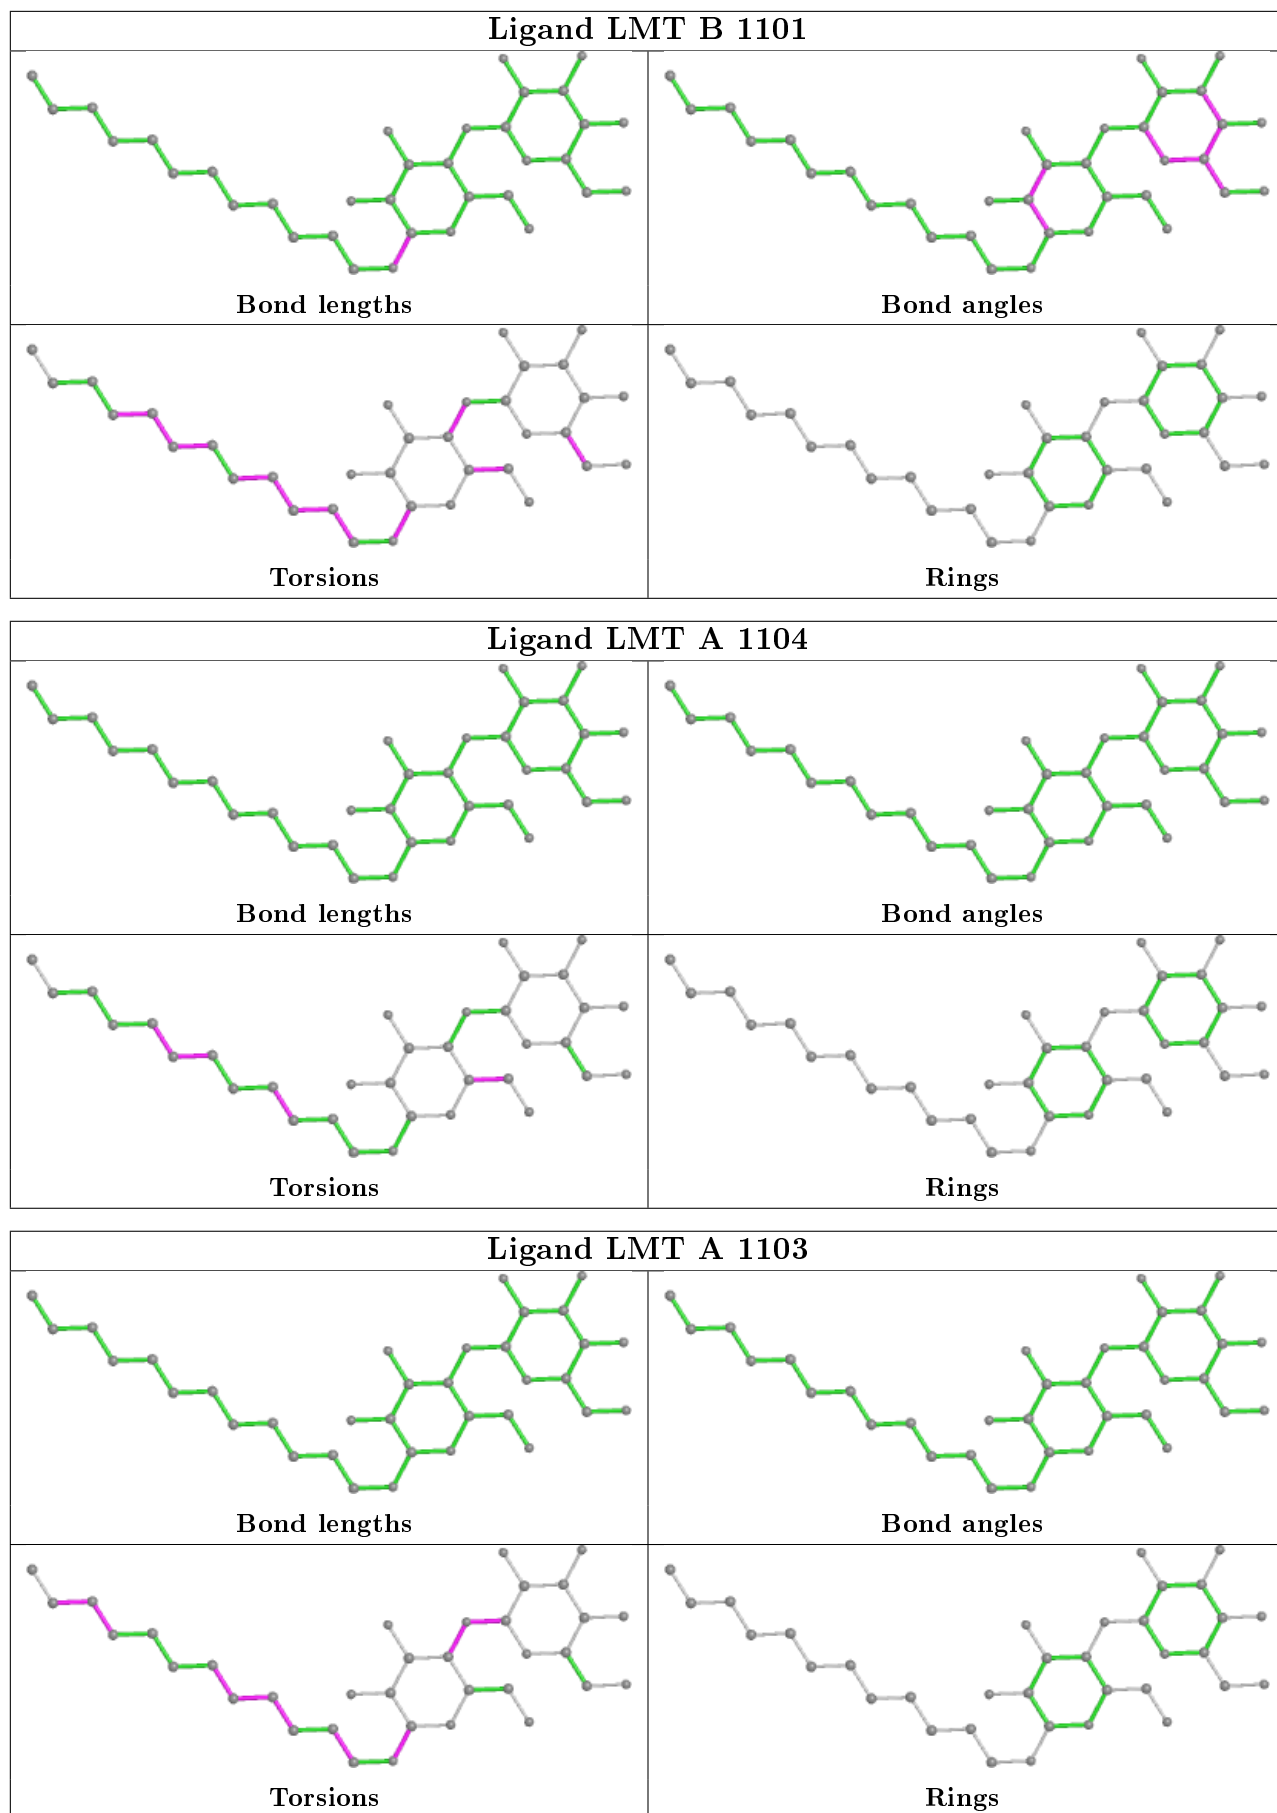 Ligand LMT B 1101
Bond lengths
Bond angles
Torsions
Rings
Ligand LMT A 1104
Bond lengths
Bond angles
Torsions
Rings
Ligand LMT A 1103
Bond lengths
Bond angles
Torsions
Rings